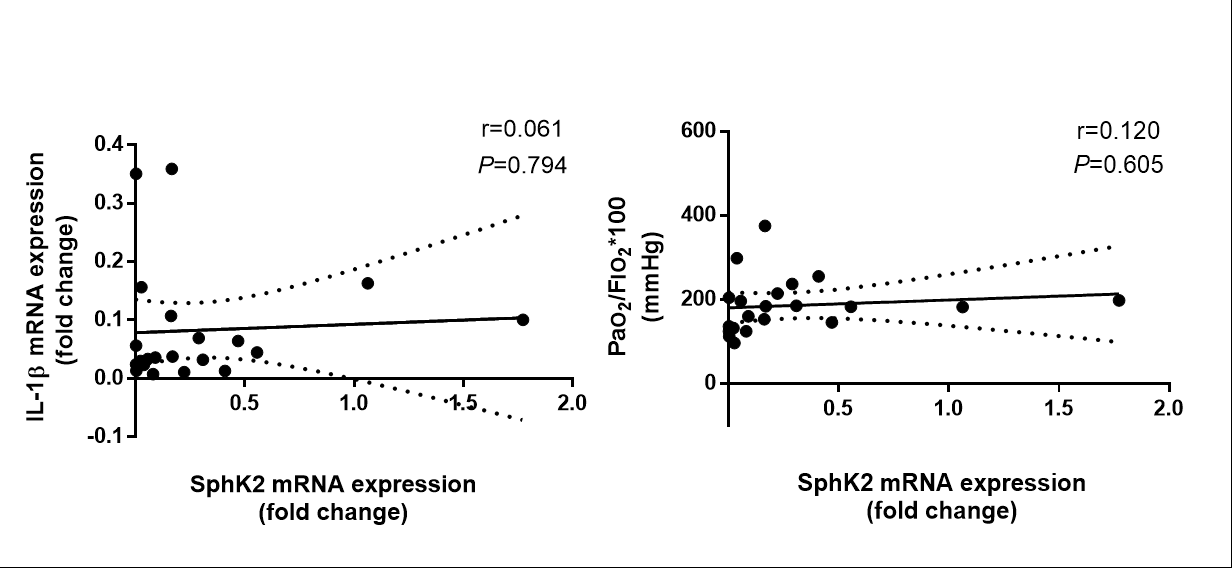 r=0.061
P=0.794
IL-1β mRNA expression
(fold change)
0.4
0.3
0.2
0.1
0.0
-0.1
0.5
1.0
1.5
2.0
SphK2 mRNA expression
(fold change)
r=0.120
P=0.605
PaO₂/FIO₂*100
(mmHg)
600
400
200
0
0.5
1.0
1.5
2.0
SphK2 mRNA expression
(fold change)